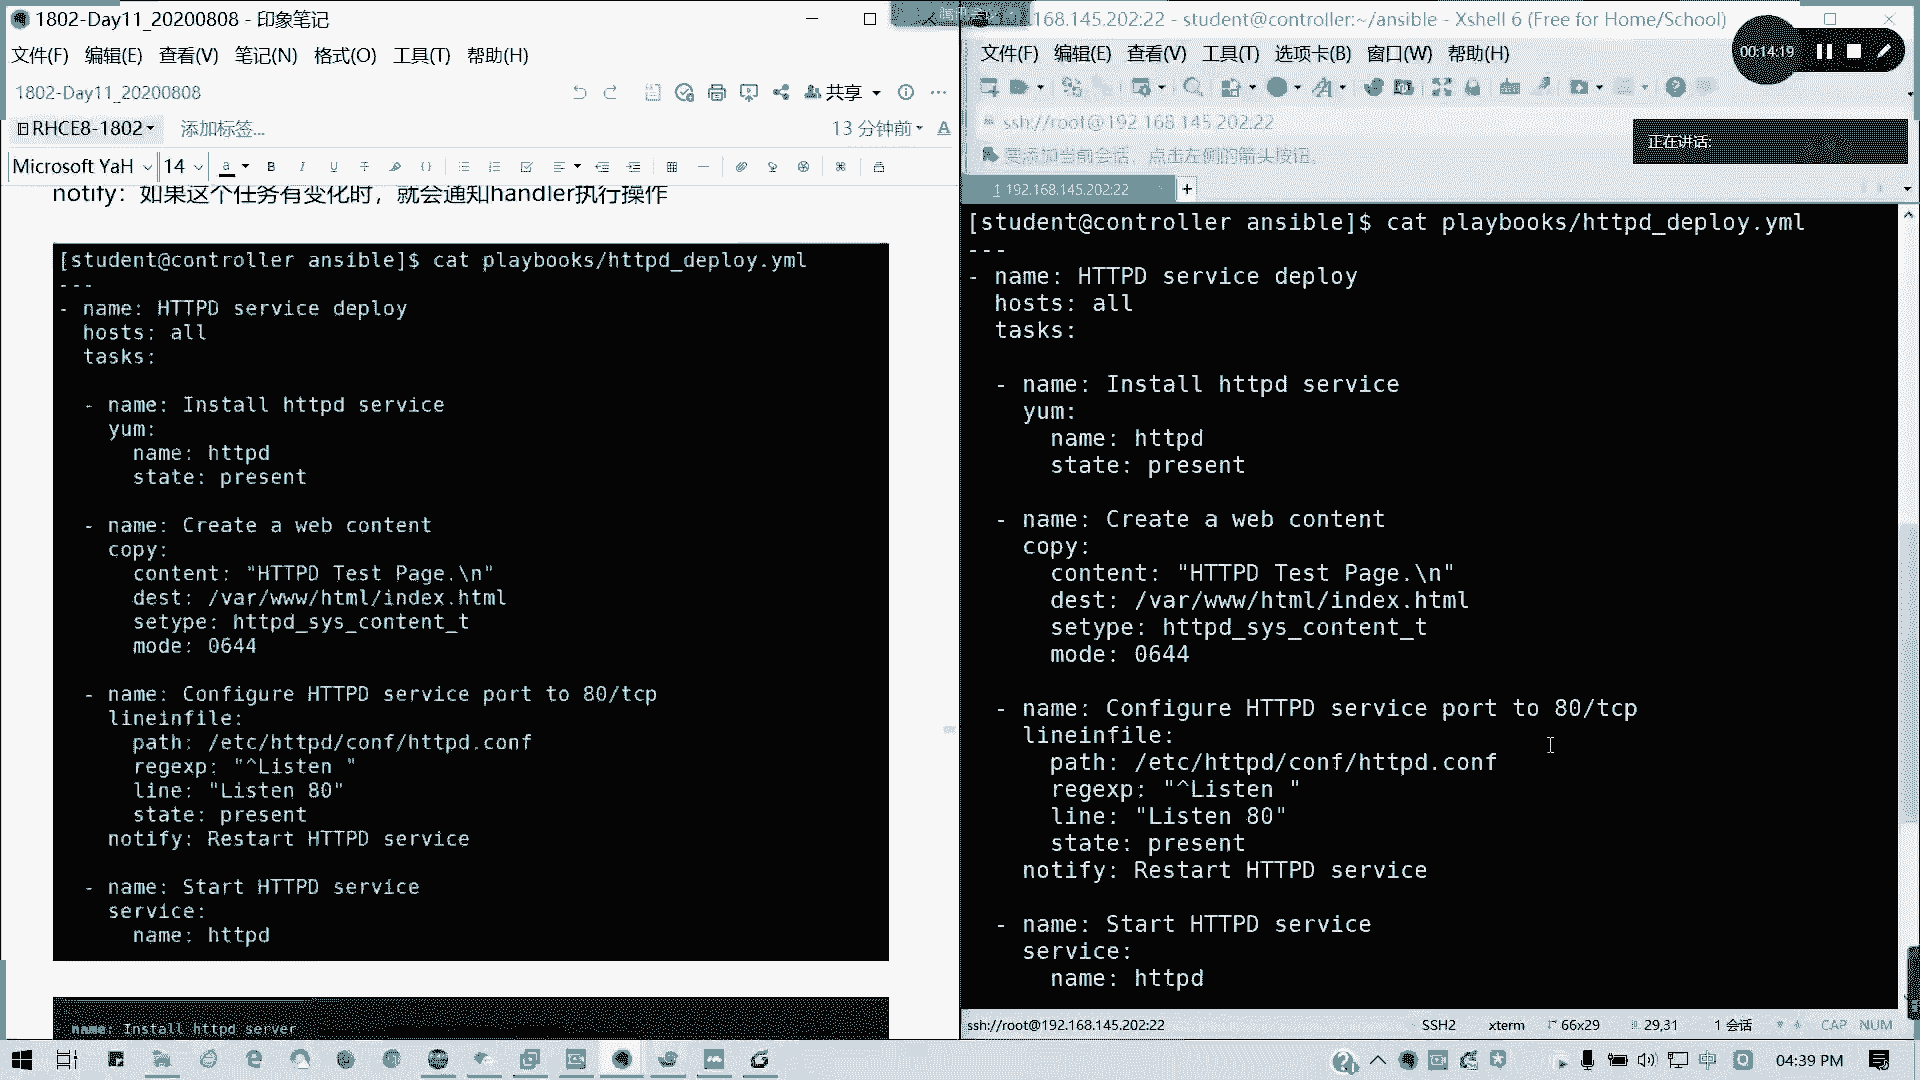 1802-Day11_20200808 - 印象笔记
文件(F) 编辑(E) 查看(V) 笔记(N) 格式(O) 工具(T) 帮助(H)
1802-Day11_20200808
共享
RHCE8-1802
添加标签...
13 分钟前
Microsoft YaH
14
notify：如果这个任务有变化时，就会通知handler执行操作
[student@controller ansible]$ cat playbooks/httpd_deploy.yml
---
- name: HTTPD service deploy
  hosts: all
  tasks:
  - name: Install httpd service
    yum:
      name: httpd
      state: present
  - name: Create a web content
    copy:
      content: "HTTPD Test Page.\n"
      dest: /var/www/html/index.html
      setype: httpd_sys_content_t
      mode: 0644
  - name: Configure HTTPD service port to 80/tcp
    lineinfile:
      path: /etc/httpd/conf/httpd.conf
      regexp: "^Listen "
      line: "Listen 80"
      state: present
    notify: Restart HTTPD service
  - name: Start HTTPD service
    service:
      name: httpd
- name: Install httpd server
168.145.202:22 - student@controller:~/ansible - Xshell 6 (Free for Home/School)
文件(F) 编辑(E) 查看(V) 工具(T) 选项卡(B) 窗口(W) 帮助(H)
00:14:19
ssh://root@192.168.145.202:22
正在讲话:
要添加当前会话，点击左侧的箭头按钮。
1 192.168.145.202:22
[student@controller ansible]$ cat playbooks/httpd_deploy.yml
---
- name: HTTPD service deploy
  hosts: all
  tasks:
  - name: Install httpd service
    yum:
      name: httpd
      state: present
  - name: Create a web content
    copy:
      content: "HTTPD Test Page.\n"
      dest: /var/www/html/index.html
      setype: httpd_sys_content_t
      mode: 0644
  - name: Configure HTTPD service port to 80/tcp
    lineinfile:
      path: /etc/httpd/conf/httpd.conf
      regexp: "^Listen "
      line: "Listen 80"
      state: present
    notify: Restart HTTPD service
  - name: Start HTTPD service
    service:
      name: httpd
ssh://root@192.168.145.202:22 SSH2 xterm 66x29 29,31 1 会话 CAP NUM
中
04:39 PM